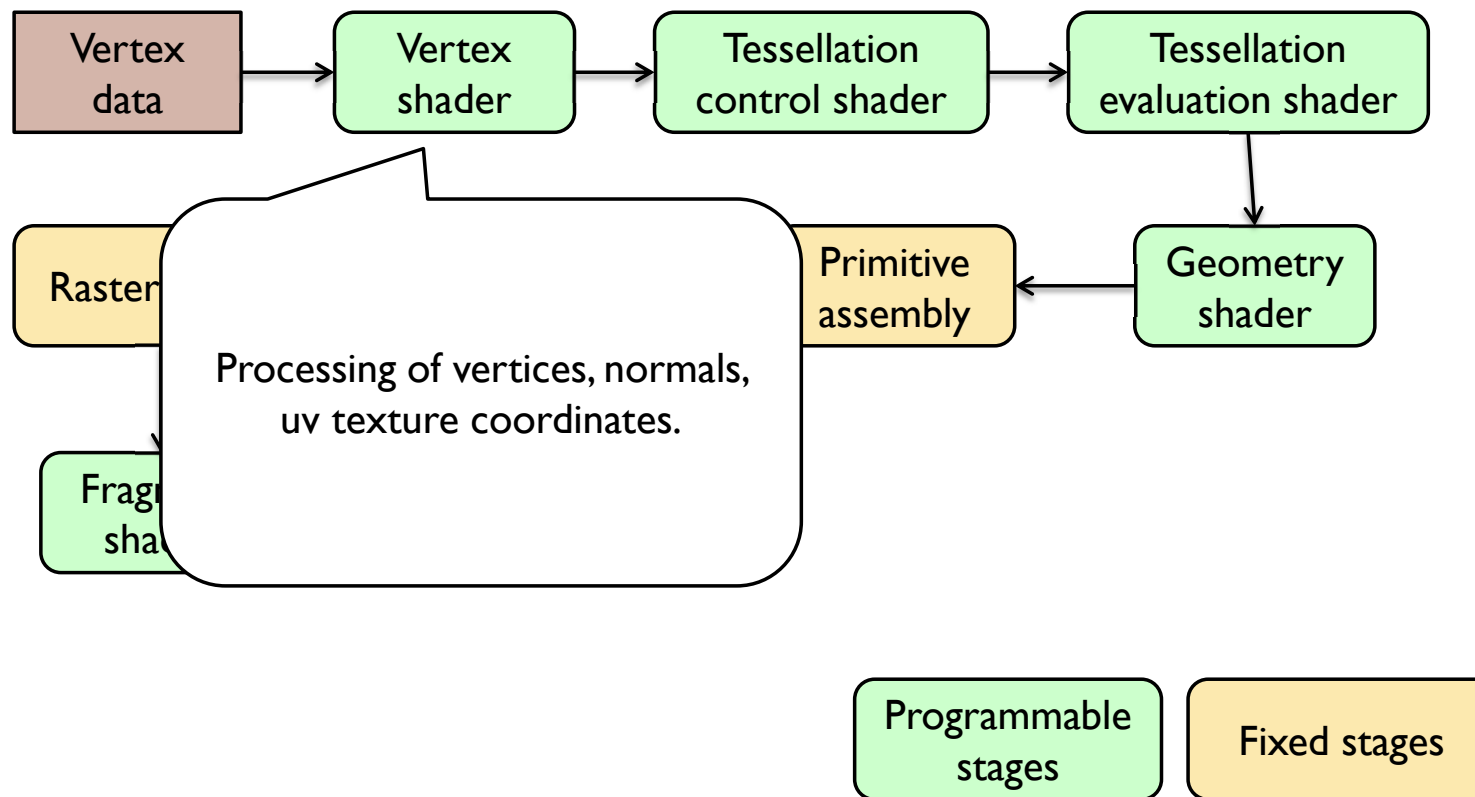 Vertex
data
Vertex
shader
Tessellation
control shader
Tessellation
evaluation shader
Raster
Primitive
assembly
Geometry
shader
Processing of vertices, normals,
uv texture coordinates.
Programmable
stages
Fixed stages